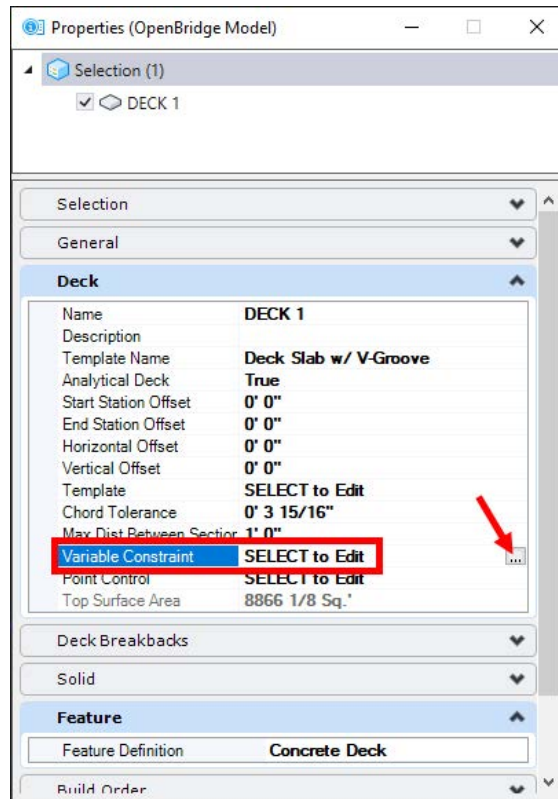 Properties (OpenBridge Model)
Selection (1)
DECK 1
Selection
General
Deck
Name DECK 1
Description
Template Name Deck Slab w/ V-Groove
Analytical Deck True
Start Station Offset 0' 0"
End Station Offset 0' 0"
Horizontal Offset 0' 0"
Vertical Offset 0' 0"
Template SELECT to Edit
Chord Tolerance 0' 3 15/16"
Max Dist Between Section 1' 0"
Variable Constraint SELECT to Edit ...
Point Control SELECT to Edit
Top Surface Area 8866 1/8 Sq.'
Deck Breakbacks
Solid
Feature
Feature Definition Concrete Deck
Build Order